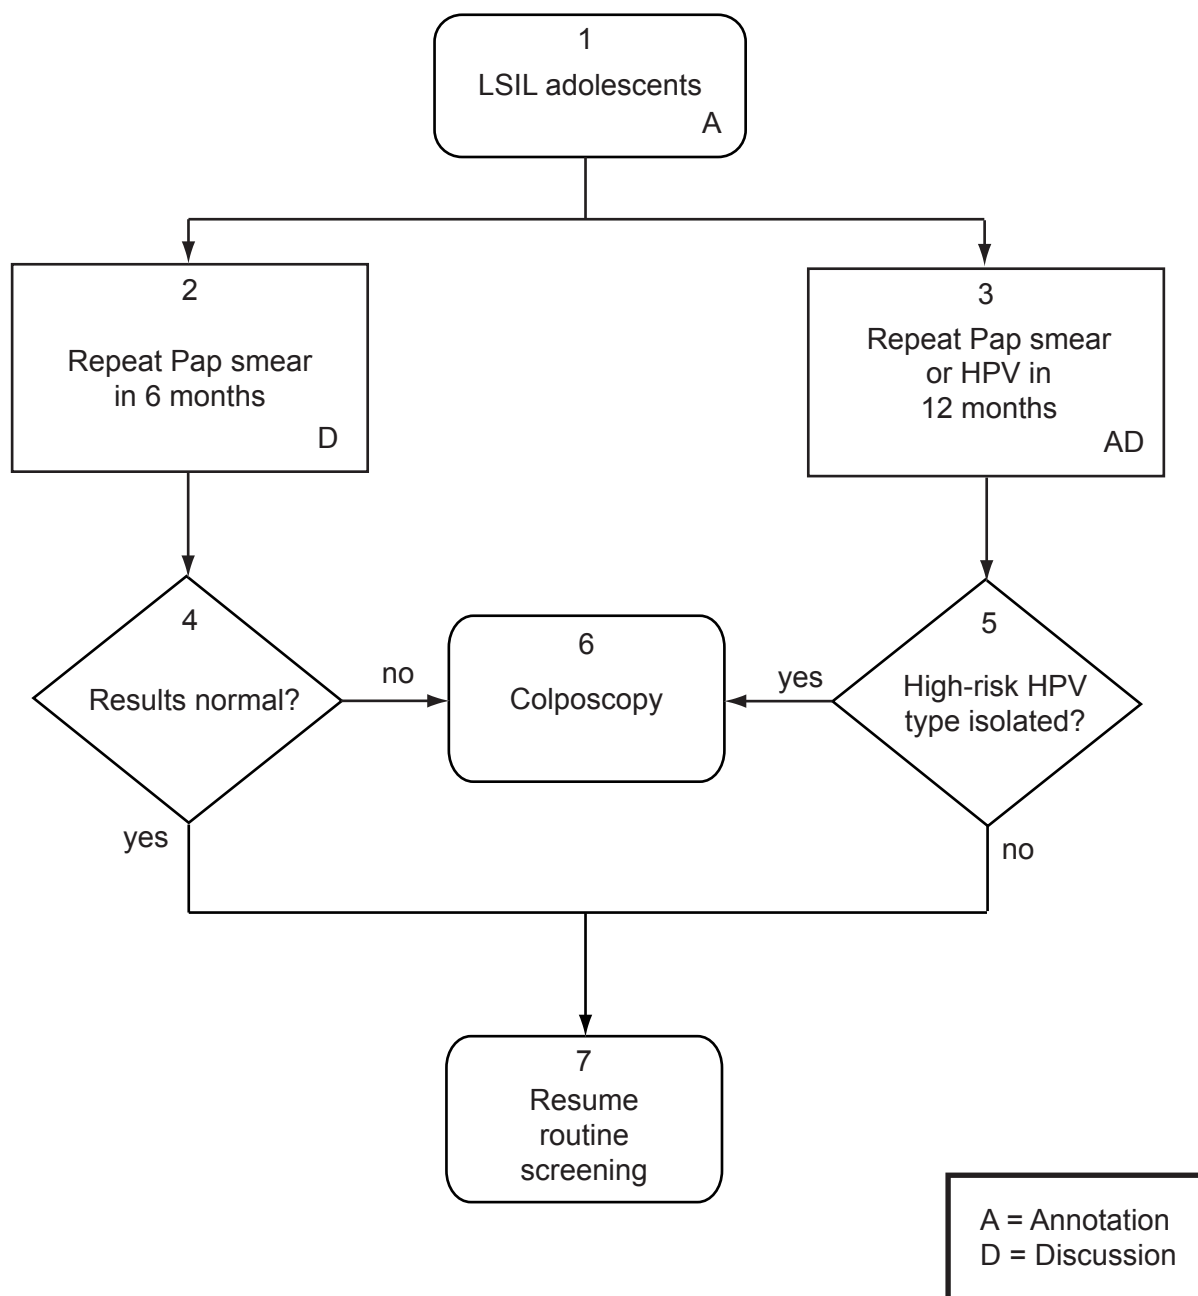 1
LSIL adolescents
A
2
Repeat Pap smear
in 6 months
D
3
Repeat Pap smear
or HPV in
12 months
AD
4
Results normal?
no
yes
6
Colposcopy
5
High-risk HPV
type isolated?
yes
no
7
Resume
routine
screening
A = Annotation
D = Discussion